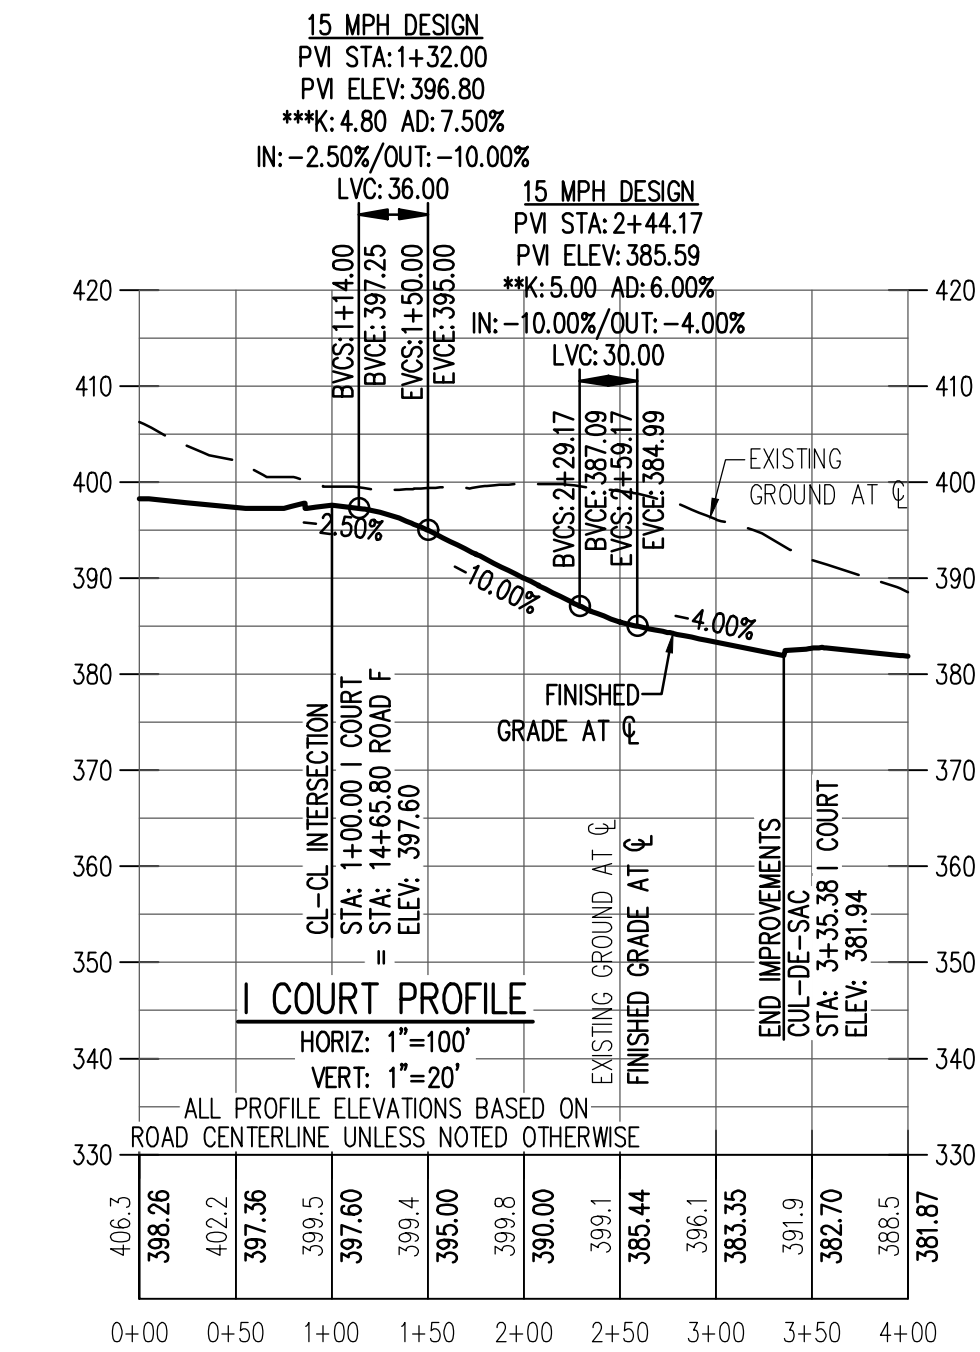 15 MPH DESIGN
PVI STA: 1+32.00
PVI ELEV: 396.80
***K: 4.80 AD: 7.50%
IN: -2.50%/OUT: -10.00%
LVC: 36.00
BVCS: 1+14.00
BVCE: 397.25
EVCS: 1+50.00
EVCE: 395.00
15 MPH DESIGN
PVI STA: 2+44.17
PVI ELEV: 385.59
**K: 5.00 AD: 6.00%
IN: -10.00%/OUT: -4.00%
LVC: 30.00
BVCS: 2+29.17
BVCE: 387.09
EVCS: 2+59.17
EVCE: 384.99
420
420
410
410
400
400
390
390
380
380
370
370
360
360
350
350
340
340
330
330
EXISTING
GROUND AT ℄
-2.50%
-10.00%
-4.00%
FINISHED
GRADE AT ℄
CL-CL INTERSECTION
STA: 1+00.00 I COURT
STA: 14+65.80 ROAD F
=
ELEV: 397.60
EXISTING GROUND AT ℄
FINISHED GRADE AT ℄
END IMPROVEMENTS
CUL-DE-SAC
STA: 3+35.38 I COURT
ELEV: 381.94
I COURT PROFILE
HORIZ: 1"=100'
VERT: 1"=20'
ALL PROFILE ELEVATIONS BASED ON
ROAD CENTERLINE UNLESS NOTED OTHERWISE
406.3
398.26
402.2
397.36
399.5
397.60
399.4
395.00
399.8
390.00
399.1
385.44
396.1
383.35
391.9
382.70
388.5
381.87
0+00 0+50 1+00 1+50 2+00 2+50 3+00 3+50 4+00